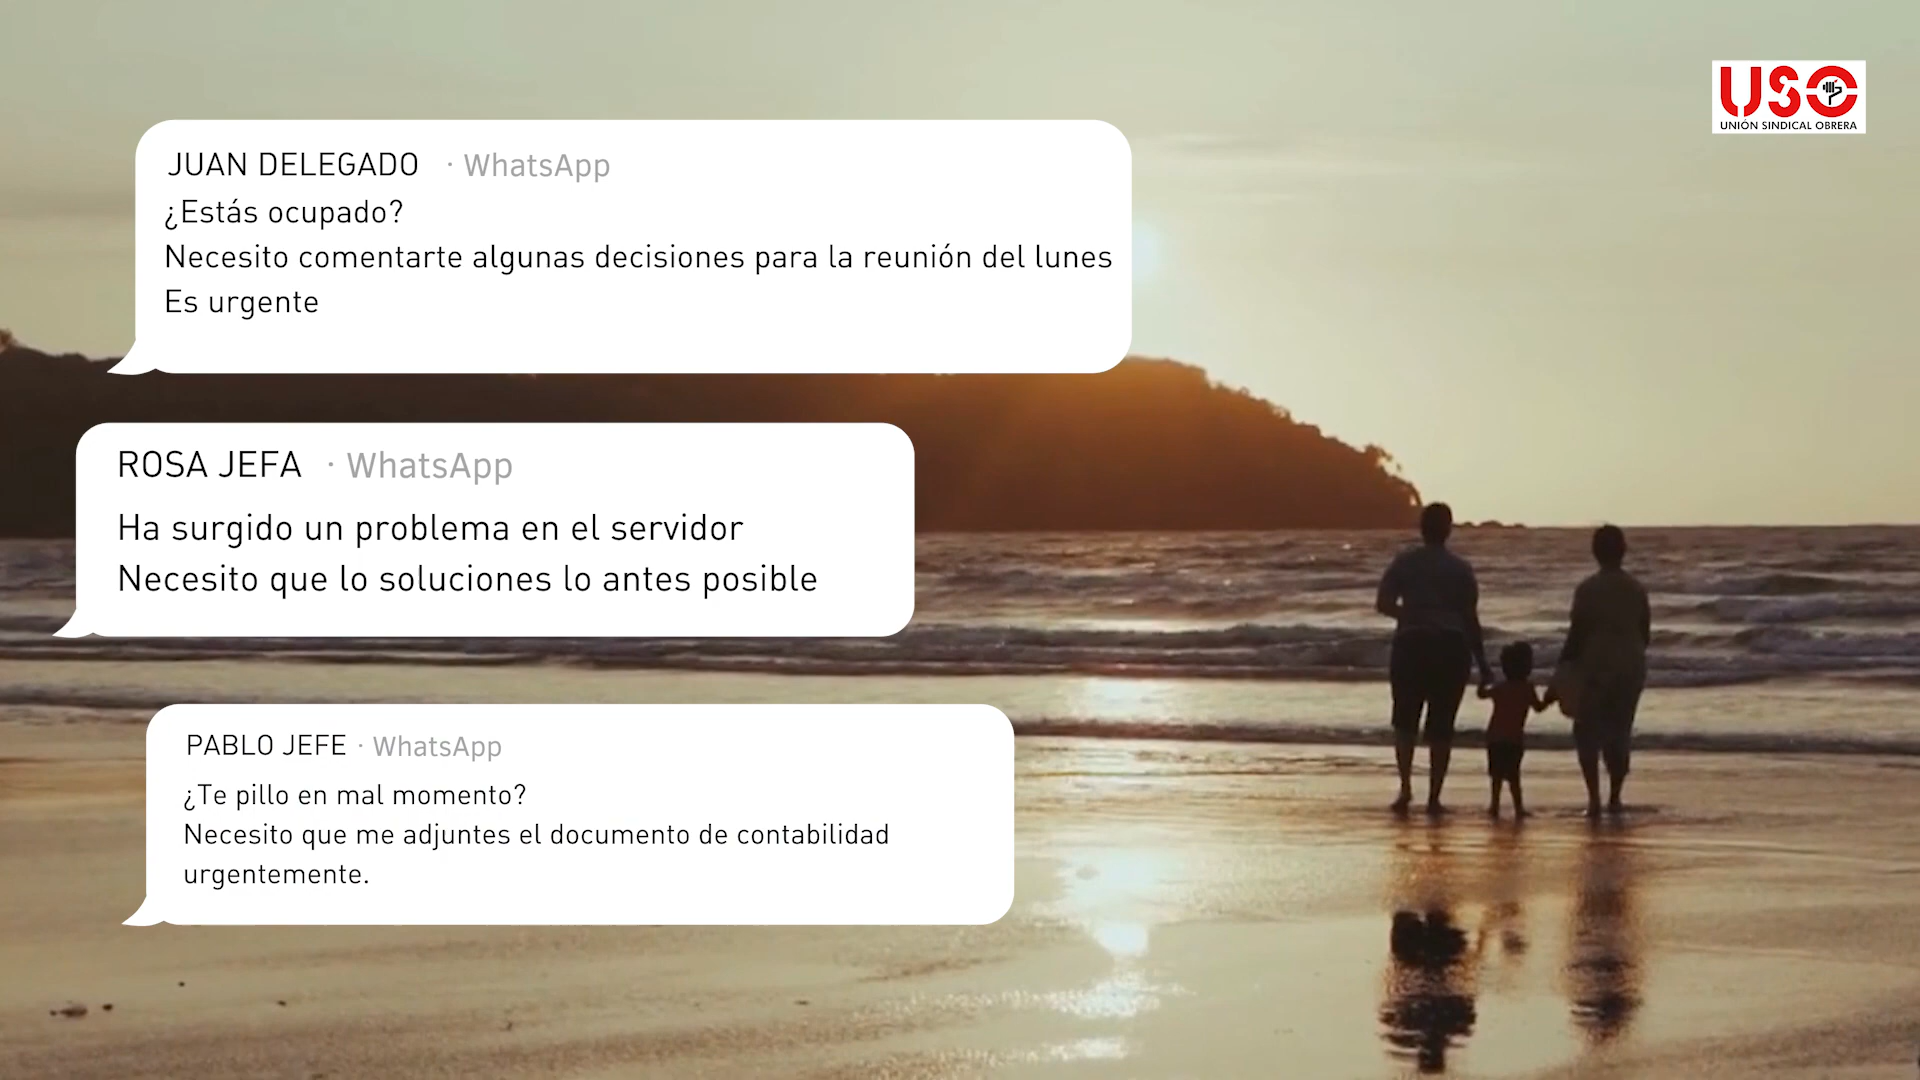 USO
UNIÓN SINDICAL OBRERA
JUAN DELEGADO · WhatsApp
¿Estás ocupado?
Necesito comentarte algunas decisiones para la reunión del lunes
Es urgente
ROSA JEFA · WhatsApp
Ha surgido un problema en el servidor
Necesito que lo soluciones lo antes posible
PABLO JEFE · WhatsApp
¿Te pillo en mal momento?
Necesito que me adjuntes el documento de contabilidad
urgentemente.